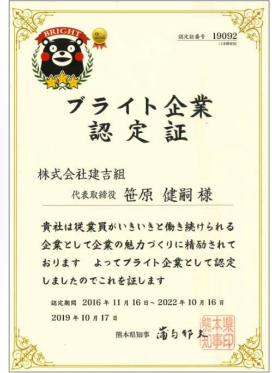 BRIGHT
認定証番号 19092
ブライト企業
認定証
株式会社建吉組
代表取締役 笹原 健嗣 様
貴社は従業員がいきいきと働き続けられる
企業として企業の魅力づくりに精励されて
おります よってブライト企業として認定
しましたのでこれを証します
認定期間 2016年11月16日~2022年10月16日
2019年10月17日
熊本県知事 蒲島郁夫